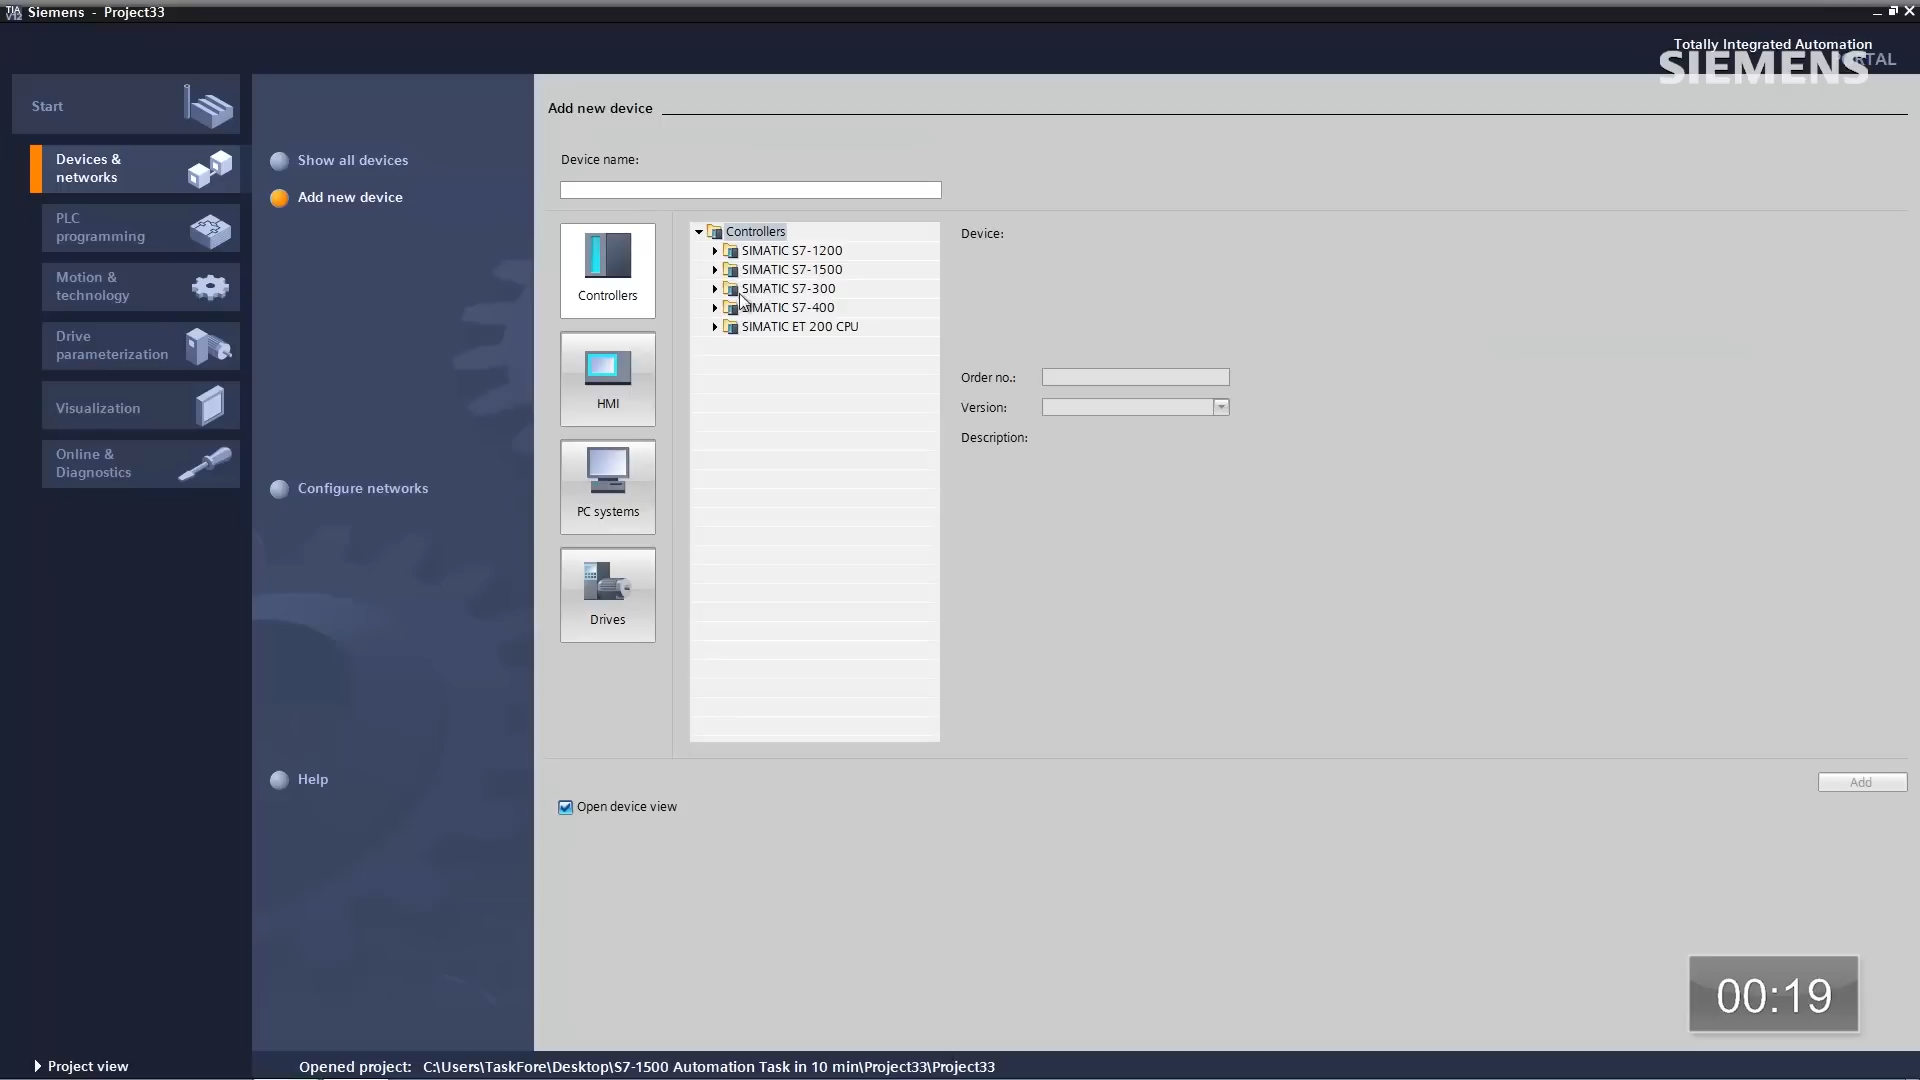 TIA
V12
Siemens - Project33
Totally Integrated Automation
SIEMENS
Start
Devices &
networks
PLC
programming
Motion &
technology
Drive
parameterization
Visualization
Online &
Diagnostics
Project view
Show all devices
Add new device
Configure networks
Help
Add new device
Device name:
Controllers
HMI
PC systems
Drives
Controllers
SIMATIC S7-1200
SIMATIC S7-1500
SIMATIC S7-300
SIMATIC S7-400
SIMATIC ET 200 CPU
Device:
Order no.:
Version:
Description:
Add
Open device view
00:19
Opened project: C:\Users\TaskFore\Desktop\S7-1500 Automation Task in 10 min\Project33\Project33